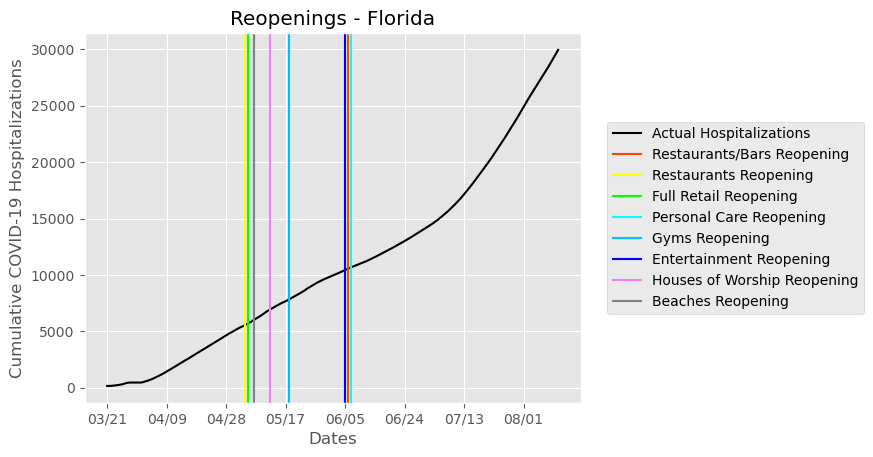 Reopenings - Florida
Cumulative COVID-19 Hospitalizations
30000
25000
20000
15000
10000
5000
0
03/21 04/09 04/28 05/17 06/05 06/24 07/13 08/01
Dates
Actual Hospitalizations
Restaurants/Bars Reopening
Restaurants Reopening
Full Retail Reopening
Personal Care Reopening
Gyms Reopening
Entertainment Reopening
Houses of Worship Reopening
Beaches Reopening